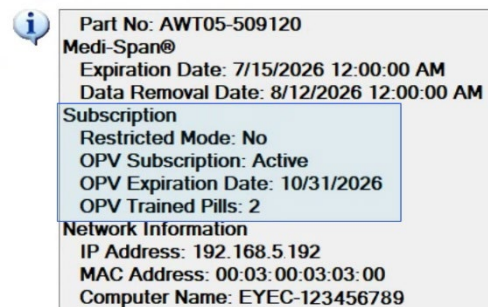 Part No: AWT05-509120
Medi-Span®
Expiration Date: 7/15/2026 12:00:00 AM
Data Removal Date: 8/12/2026 12:00:00 AM
Subscription
Restricted Mode: No
OPV Subscription: Active
OPV Expiration Date: 10/31/2026
OPV Trained Pills: 2
Network Information
IP Address: 192.168.5.192
MAC Address: 00:03:00:03:03:00
Computer Name: EYEC-123456789